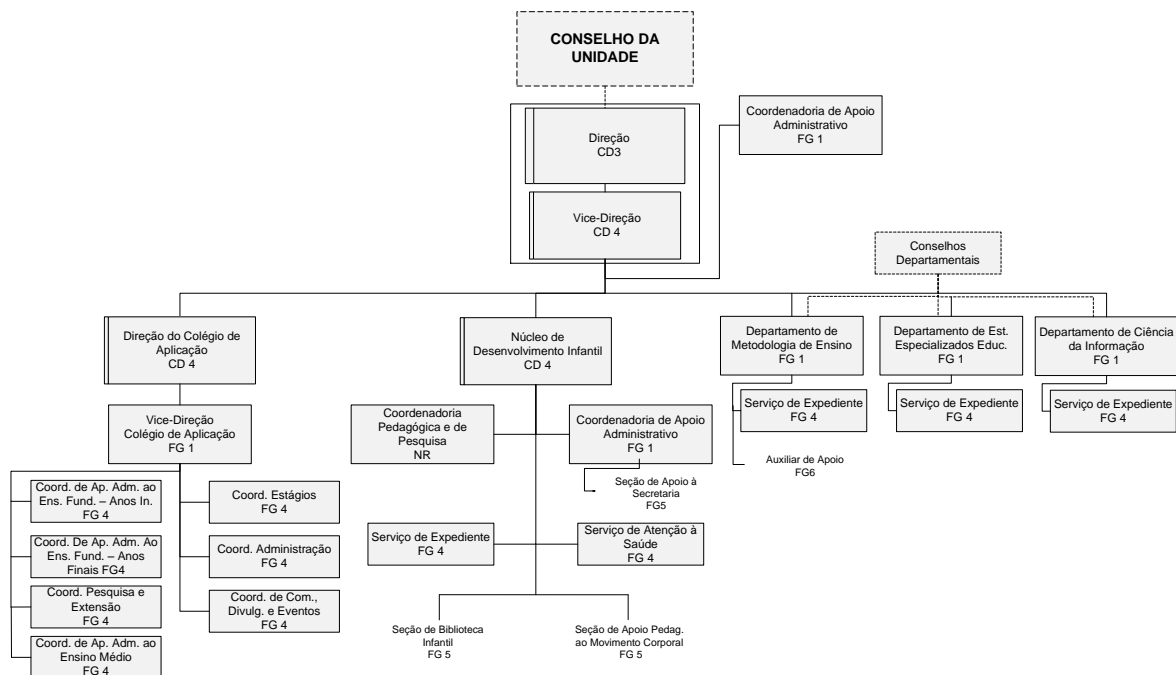 CONSELHO DA
UNIDADE
Direção
CD3
Coordenadoria de Apoio
Administrativo
FG 1
Vice-Direção
CD 4
Conselhos
Departamentais
Direção do Colégio de
Aplicação
CD 4
Núcleo de
Desenvolvimento Infantil
CD 4
Departamento de
Metodologia de Ensino
FG 1
Departamento de Est.
Especializados Educ.
FG 1
Departamento de Ciência
da Informação
FG 1
Serviço de Expediente
FG 4
Serviço de Expediente
FG 4
Serviço de Expediente
FG 4
Auxiliar de Apoio
FG6
Vice-Direção
Colégio de Aplicação
FG 1
Coordenadoria
Pedagógica e de
Pesquisa
NR
Coordenadoria de Apoio
Administrativo
FG 1
Seção de Apoio à
Secretaria
FG5
Coord. de Ap. Adm. ao
Ens. Fund. – Anos In.
FG 4
Coord. Estágios
FG 4
Coord. De Ap. Adm. Ao
Ens. Fund. – Anos
Finais FG4
Coord. Administração
FG 4
Serviço de Expediente
FG 4
Serviço de Atenção à
Saúde
FG 4
Coord. Pesquisa e
Extensão
FG 4
Coord. de Com.,
Divulg. e Eventos
FG 4
Coord. de Ap. Adm. ao
Ensino Médio
FG 4
Seção de Biblioteca
Infantil
FG 5
Seção de Apoio Pedag.
ao Movimento Corporal
FG 5